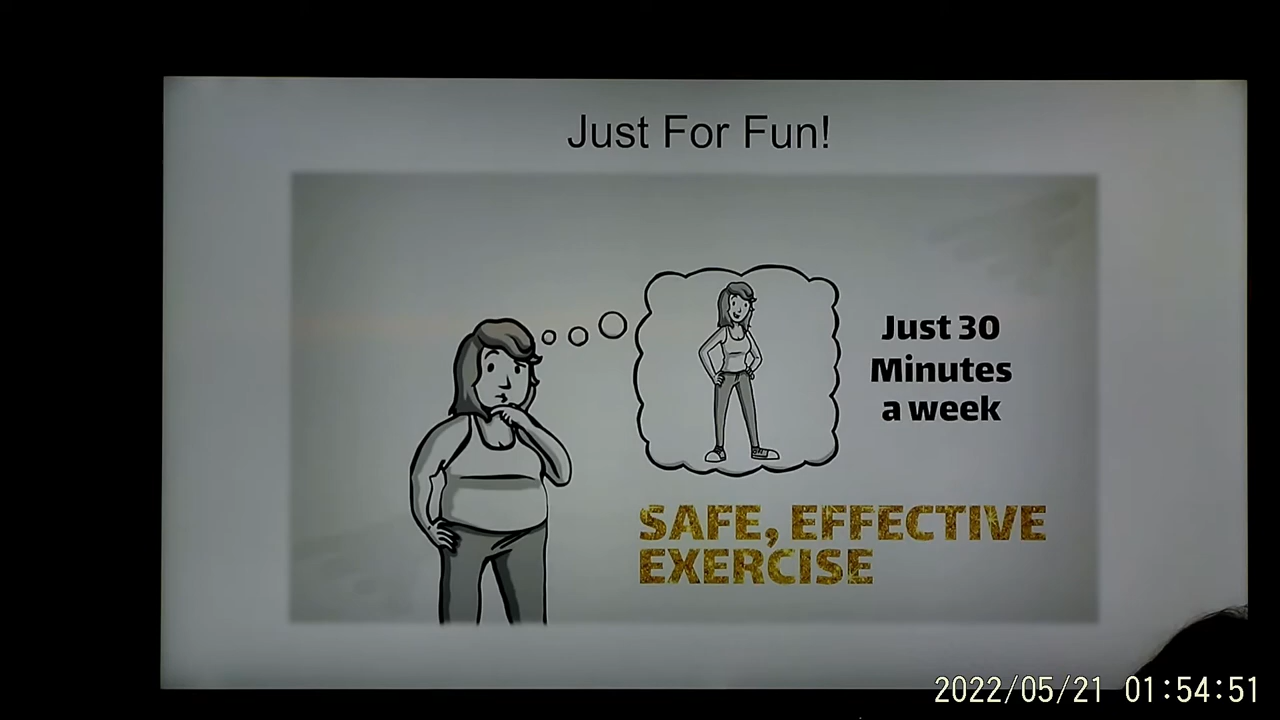 Just For Fun!
Just 30
Minutes
a week
SAFE, EFFECTIVE
EXERCISE
2022/05/21 01:54:51